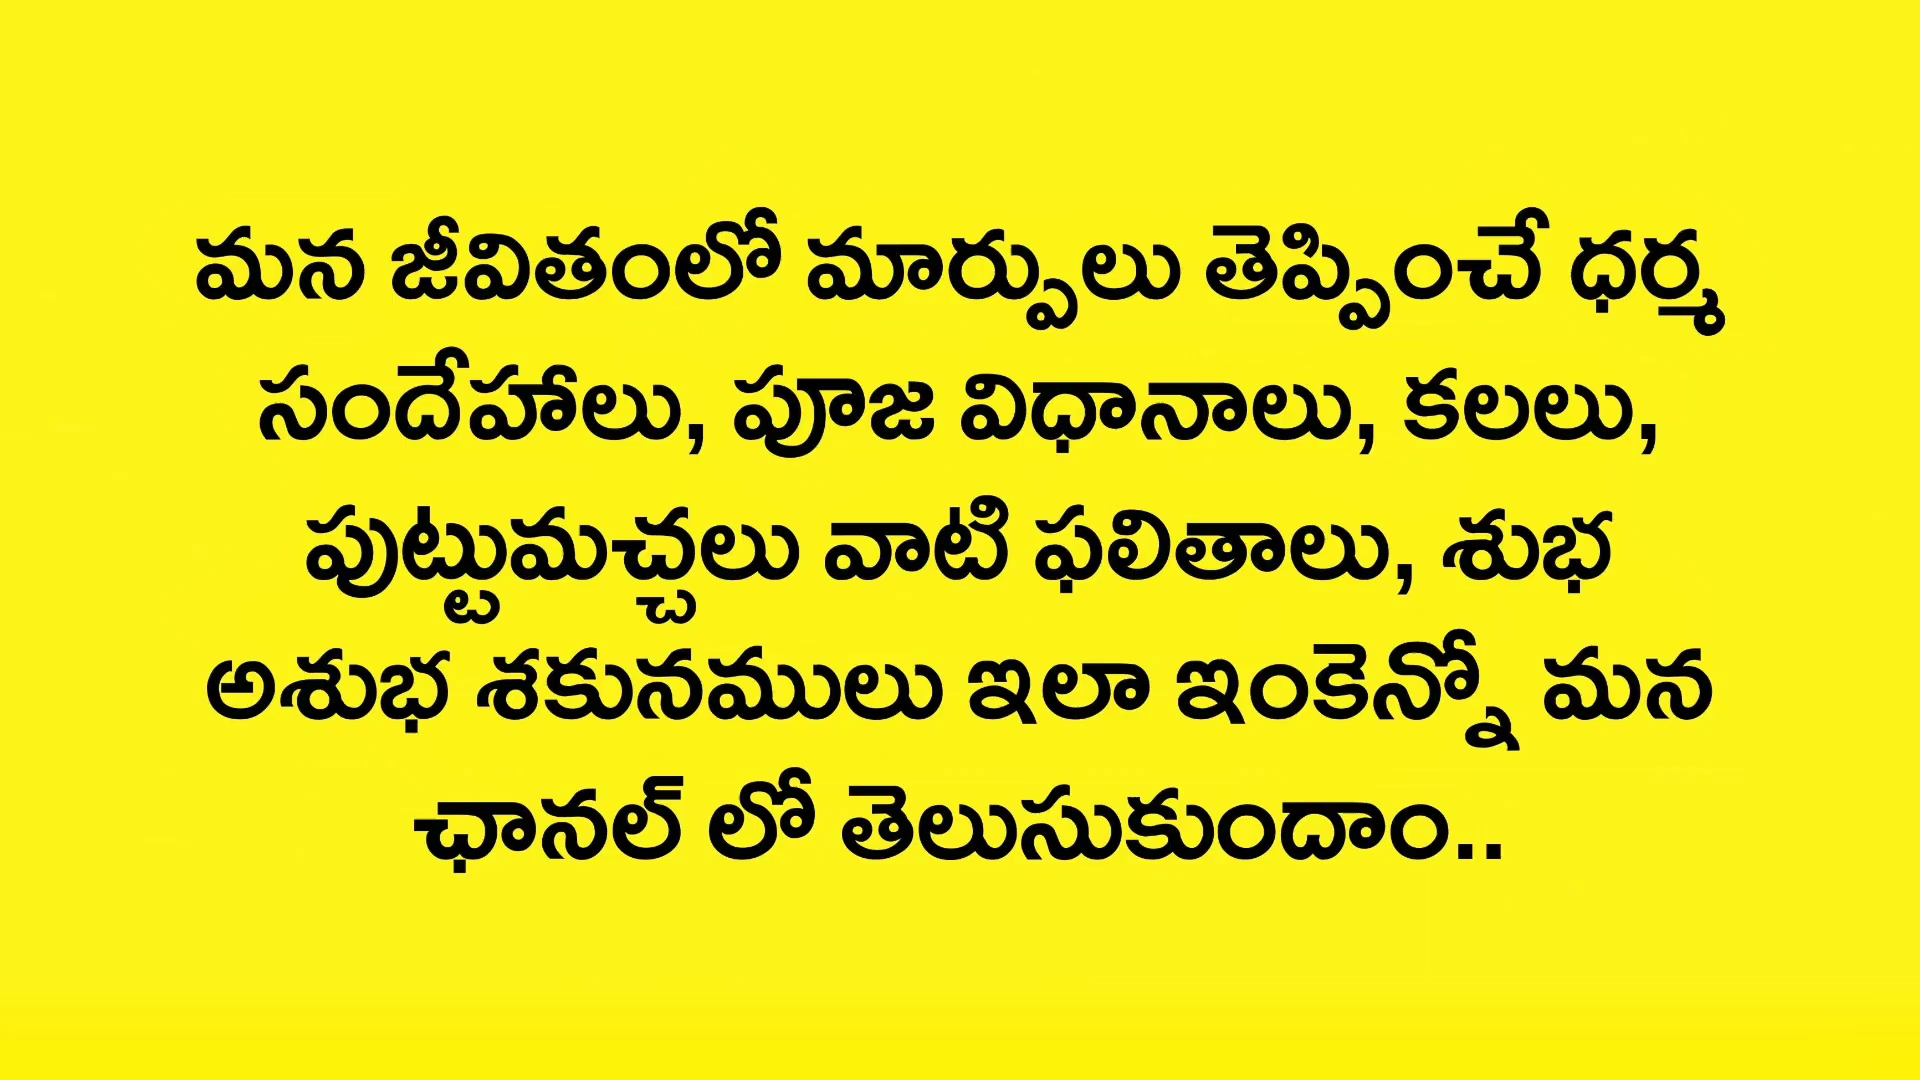 మన జీవితంలో మార్పులు తెప్పించే ధర్మ
సందేహాలు, పూజ విధానాలు, కలలు,
పుట్టుమచ్చలు వాటి ఫలితాలు, శుభ
అశుభ శకునములు ఇలా ఇంకెన్నో మన
ఛానల్ లో తెలుసుకుందాం..